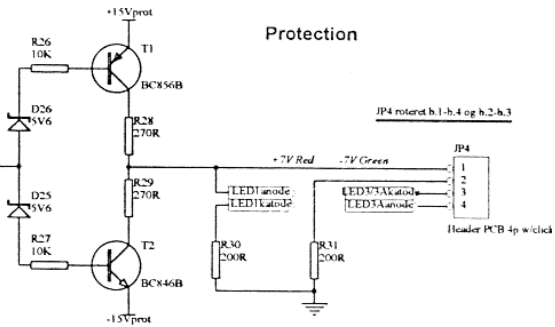 +15Vprot
Protection
R26
10K
T1
BC856B
D26
5V6
R28
270R
JP4 roteret b.1-b.4 og b.2-b.3
JP4
+7V Red
-7V Green
1
2
3
4
R29
270R
D25
5V6
LED1anode
LED1katode
LED3/3Akatode
LED3Aanode
Header PCB 4p w/click
R27
10K
T2
BC846B
R30
200R
R31
200R
-15Vprot